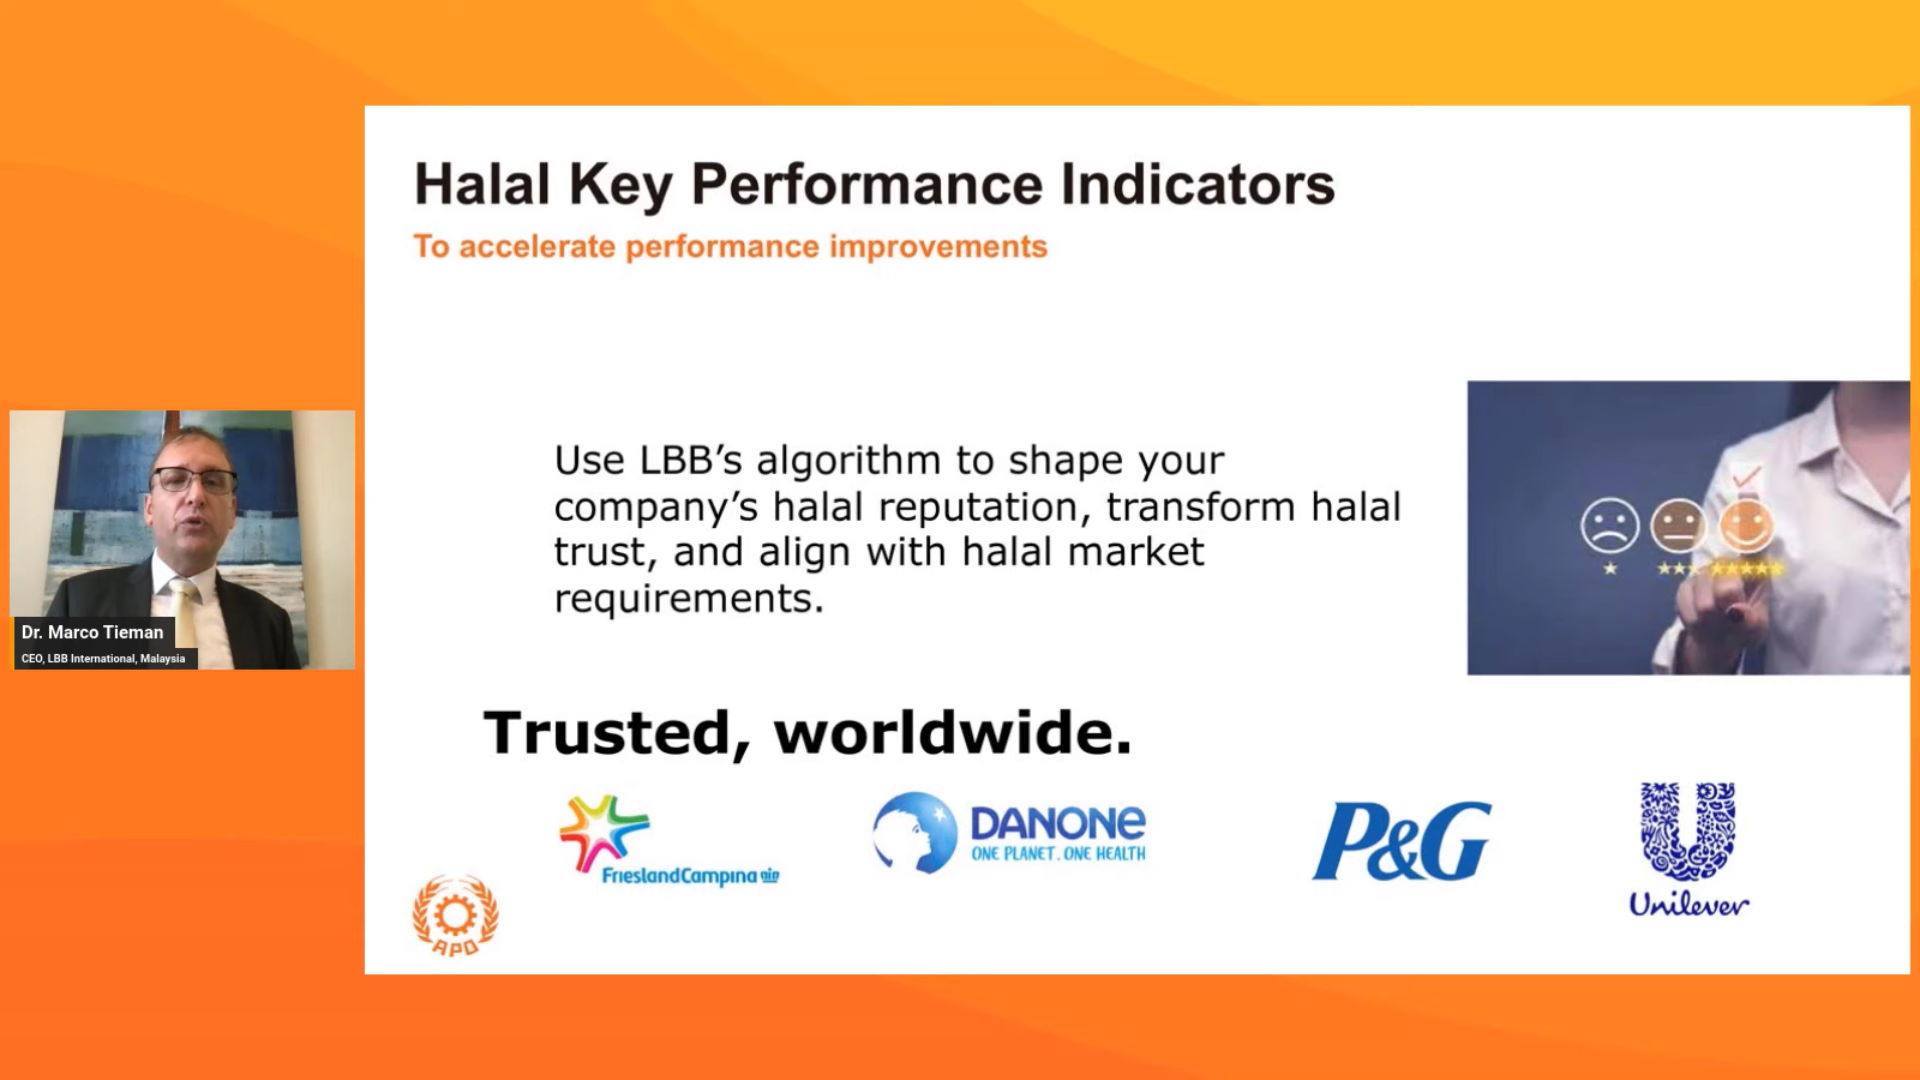 Halal Key Performance Indicators
To accelerate performance improvements
Use LBB’s algorithm to shape your
company’s halal reputation, transform halal
trust, and align with halal market
requirements.
Dr. Marco Tieman
CEO, LBB International, Malaysia
Trusted, worldwide.
FrieslandCampina
DANONE
ONE PLANET. ONE HEALTH
P&G
Unilever
APO